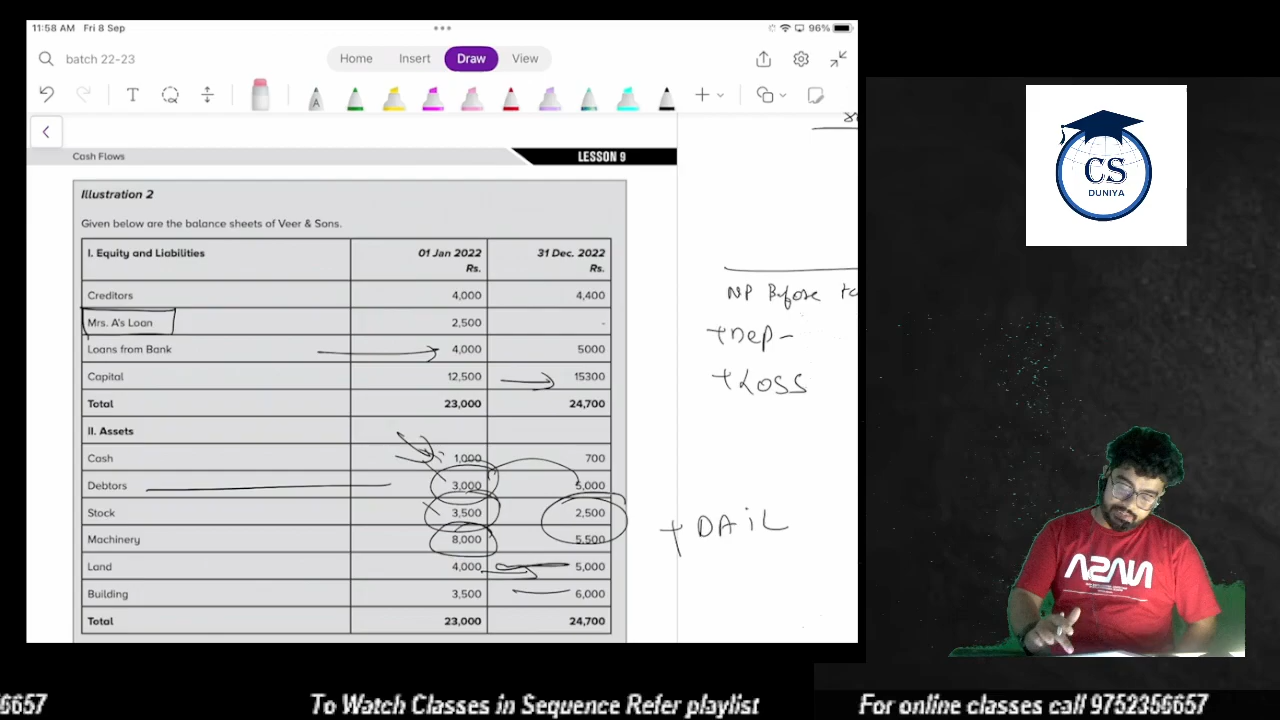 11:58 AM Fri 8 Sep
96%
batch 22-23
Home Insert Draw View
T A
Cash Flows
LESSON 9
Illustration 2
Given below are the balance sheets of Veer & Sons.
I. Equity and Liabilities 01 Jan 2022 Rs. 31 Dec. 2022 Rs.
Creditors 4,000 4,400
Mrs. A's Loan 2,500 -
Loans from Bank 4,000 5000
Capital 12,500 15300
Total 23,000 24,700
II. Assets
Cash 1,000 700
Debtors 3,000 5,000
Stock 3,500 2,500
Machinery 8,000 5,500
Land 4,000 5,000
Building 3,500 6,000
Total 23,000 24,700
NP Before
+Dep-
+Loss
+ DAiL
CS
DUNIYA
6657
To Watch Classes in Sequence Refer playlist
For online classes call 9752356657